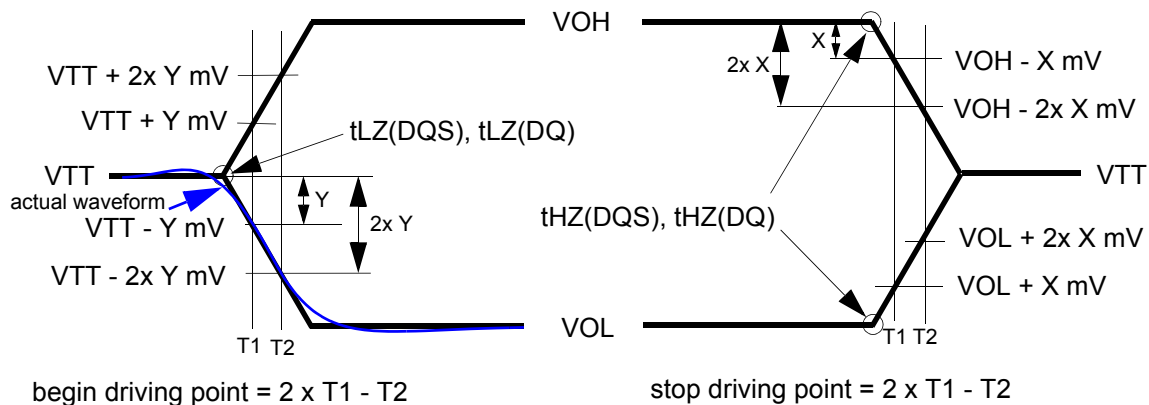 VOH
VTT + 2x Y mV
VTT + Y mV
tLZ(DQS), tLZ(DQ)
VTT
actual waveform
VTT - Y mV
VTT - 2x Y mV
Y
2x Y
VOL
T1 T2
begin driving point = 2 x T1 - T2
X
2x X
VOH - X mV
VOH - 2x X mV
VTT
tHZ(DQS), tHZ(DQ)
VOL + 2x X mV
VOL + X mV
T1 T2
stop driving point = 2 x T1 - T2